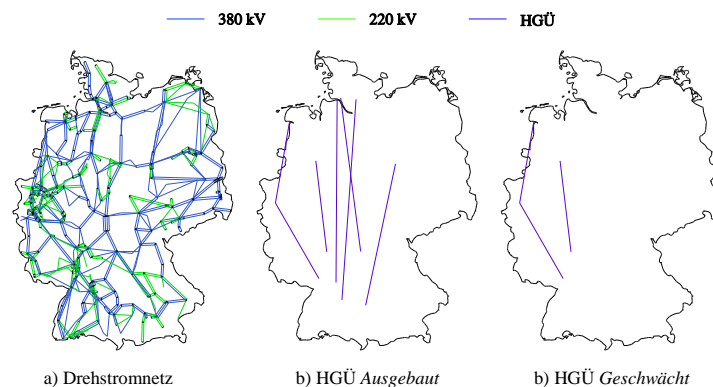 380 kV
220 kV
HGÜ
a) Drehstromnetz
b) HGÜ Ausgebaut
b) HGÜ Geschwächt